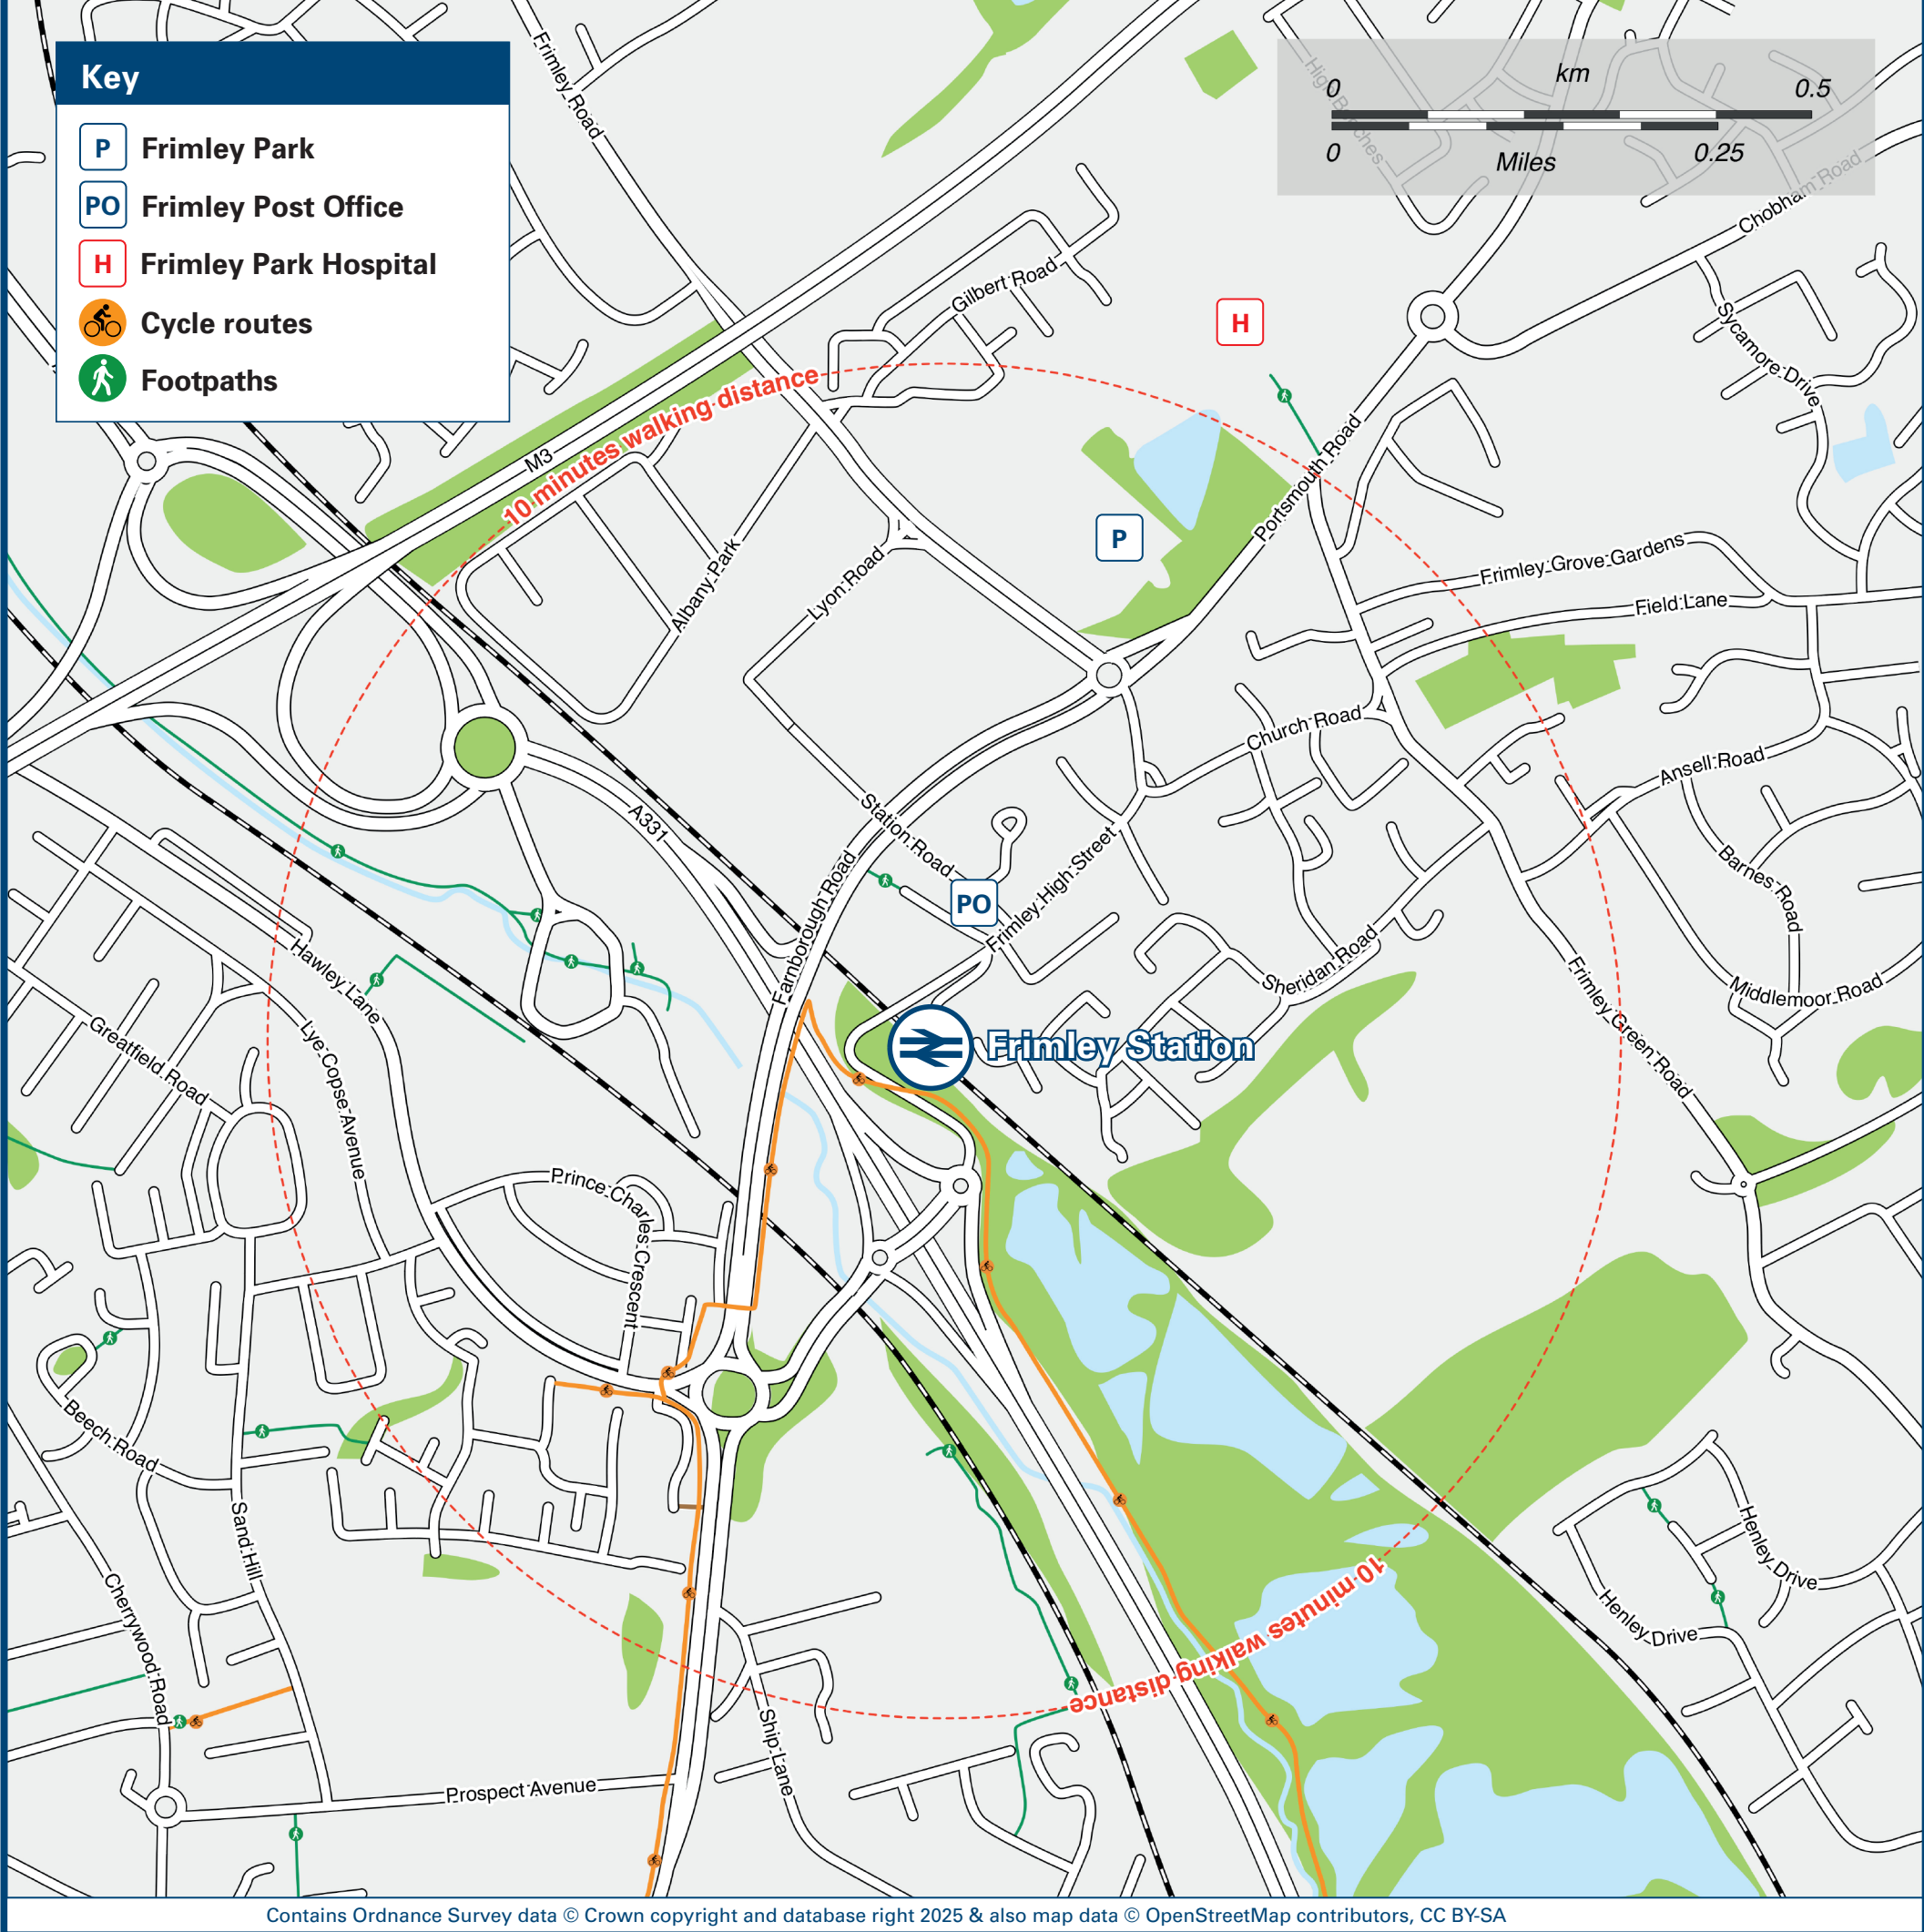 Key
P Frimley Park
PO Frimley Post Office
H Frimley Park Hospital
Cycle routes
Footpaths
km
0 0.5
0 Miles 0.25
Frimley Road
High Beeches
Chobham Road
Gilbert Road
H
Sycamore Drive
M3
10 minutes walking distance
Portsmouth Road
P
Albany Park
Lyon Road
Frimley Grove Gardens
Field Lane
Church Road
Ansell Road
A331
Station Road
Farnborough Road
PO
Frimley High Street
Barnes Road
Hawley Lane
Sheridan Road
Middlemoor Road
Greatfield Road
Lye Copse Avenue
Frimley Station
Frimley Green Road
Prince Charles Crescent
Beech Road
Sand Hill
Henley Drive
Cherrywood Road
Henley Drive
10 minutes walking distance
Ship Lane
Prospect Avenue
Contains Ordnance Survey data © Crown copyright and database right 2025 & also map data © OpenStreetMap contributors, CC BY-SA